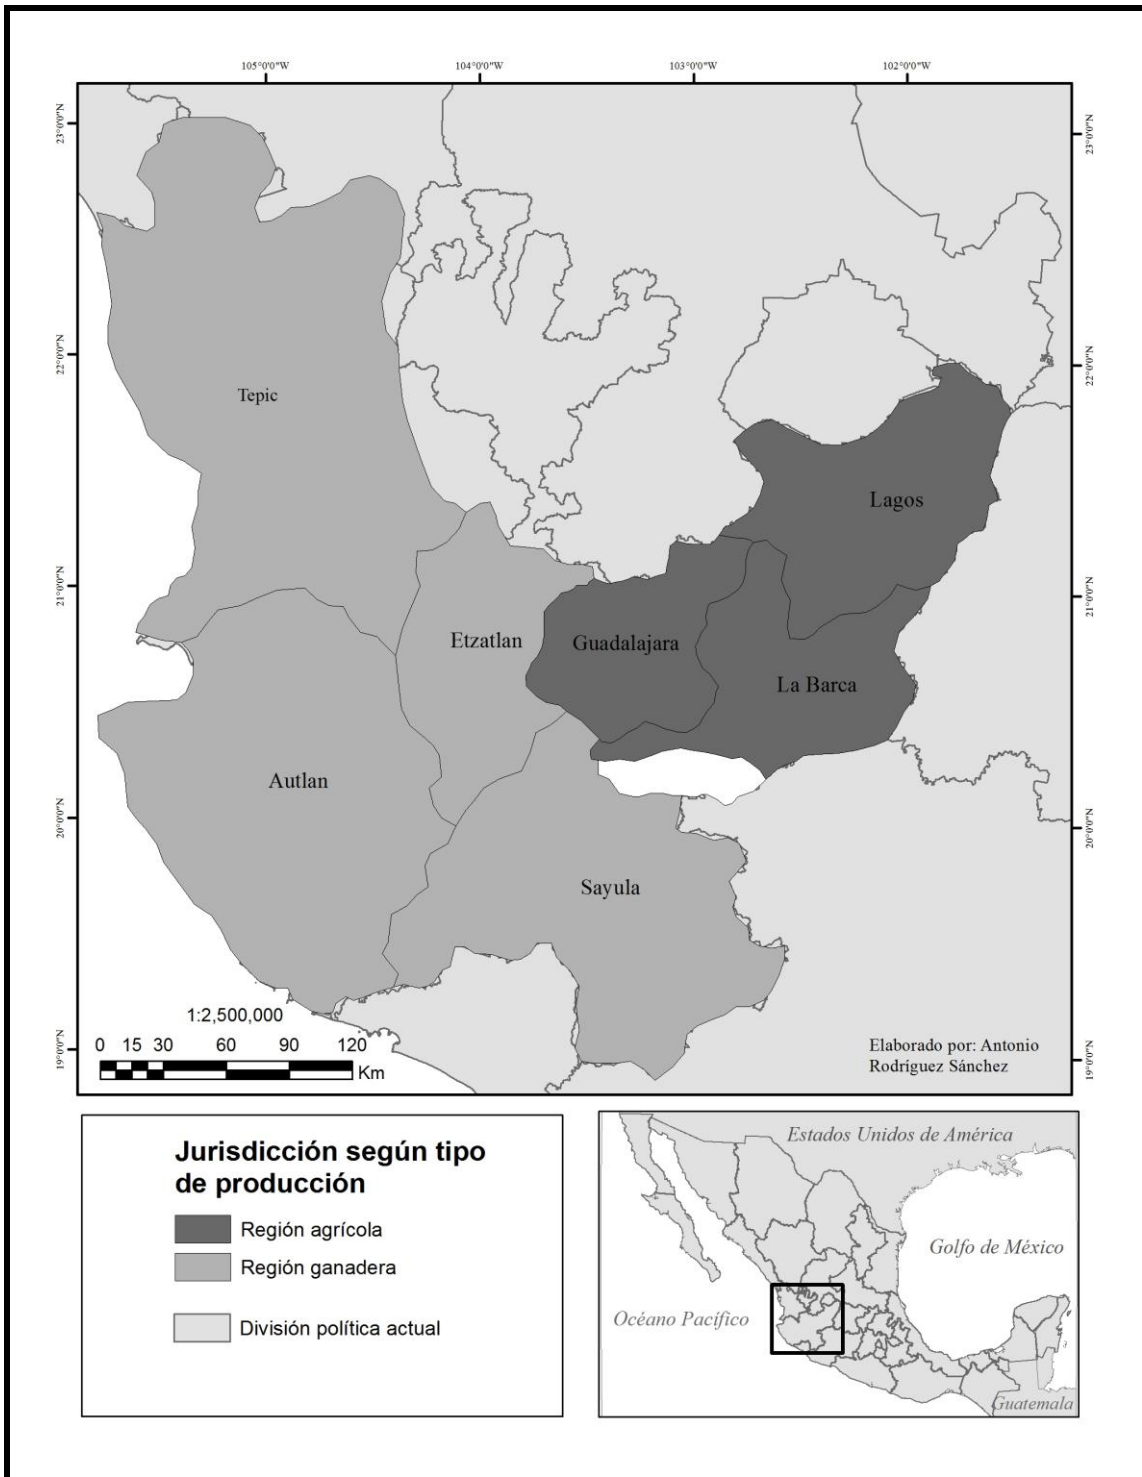 105°0'0"W
104°0'0"W
103°0'0"W
102°0'0"W
23°0'0"N
23°0'0"N
22°0'0"N
22°0'0"N
21°0'0"N
21°0'0"N
20°0'0"N
20°0'0"N
19°0'0"N
19°0'0"N
Tepic
Lagos
Etzatlan
Guadalajara
La Barca
Autlan
Sayula
1:2,500,000
0 15 30 60 90 120
Km
Elaborado por: Antonio
Rodríguez Sánchez
Jurisdicción según tipo
de producción
Región agrícola
Región ganadera
División política actual
Estados Unidos de América
Golfo de México
Océano Pacífico
Guatemala